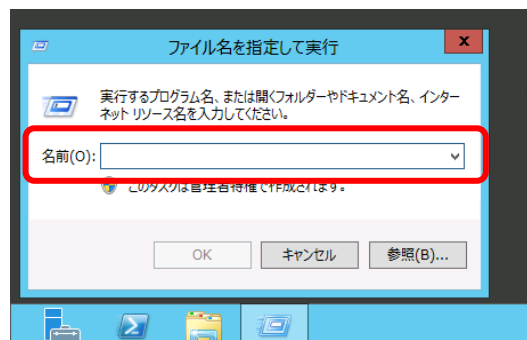 ファイル名を指定して実行
実行するプログラム名、または開くフォルダーやドキュメント名、インター
ネット リソース名を入力してください。
名前(O):
このタスクは管理者特権で作成されます。
OK
キャンセル
参照(B)...